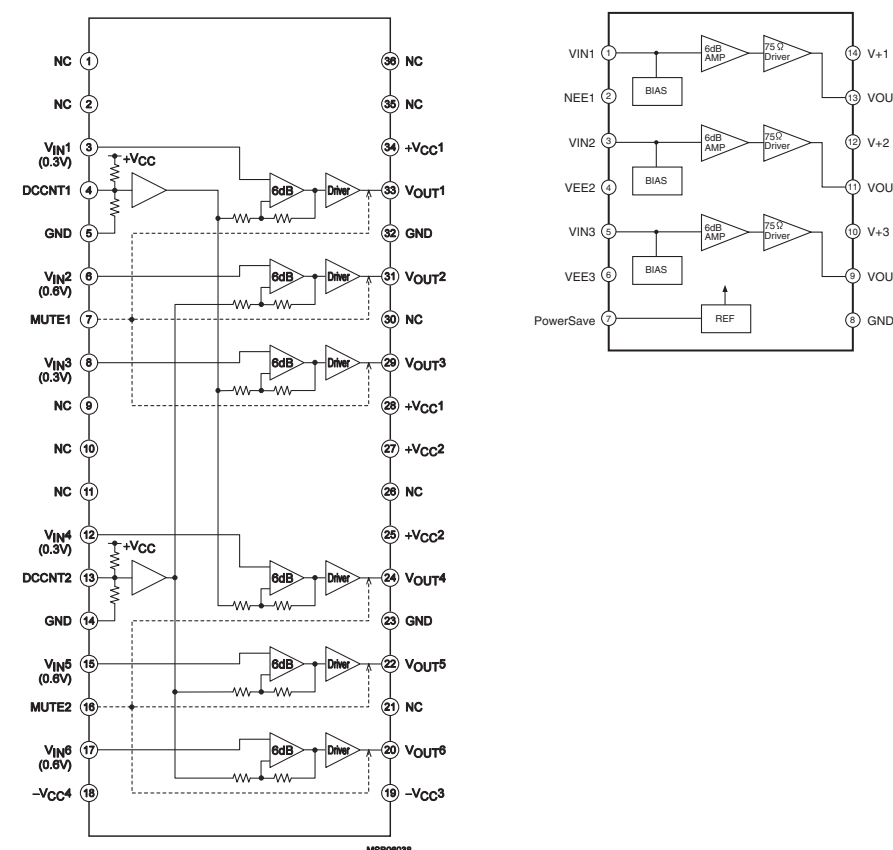 NC 1
NC 2
VIN1 3
(0.3V)
+VCC
DCCNT1 4
GND 5
VIN2 6
(0.6V)
MUTE1 7
VIN3 8
(0.3V)
NC 9
NC 10
NC 11
VIN4 12
(0.3V)
+VCC
DCCNT2 13
GND 14
VIN5 15
(0.6V)
MUTE2 16
VIN6 17
(0.6V)
−VCC4 18
6dB Driver
6dB Driver
6dB Driver
6dB Driver
6dB Driver
6dB Driver
36 NC
35 NC
34 +VCC1
33 VOUT1
32 GND
31 VOUT2
30 NC
29 VOUT3
28 +VCC1
27 +VCC2
26 NC
25 +VCC2
24 VOUT4
23 GND
22 VOUT5
21 NC
20 VOUT6
19 −VCC3
VIN1 1
NEE1 2
VIN2 3
VEE2 4
VIN3 5
VEE3 6
PowerSave 7
BIAS
6dB
AMP
75Ω
Driver
BIAS
6dB
AMP
75Ω
Driver
BIAS
6dB
AMP
75Ω
Driver
REF
14 V+1
13 VOU
12 V+2
11 VOU
10 V+3
9 VOU
8 GND